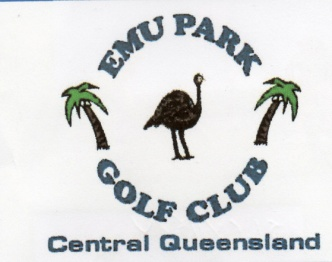 EMU PARK
GOLF CLUB
Central Queensland